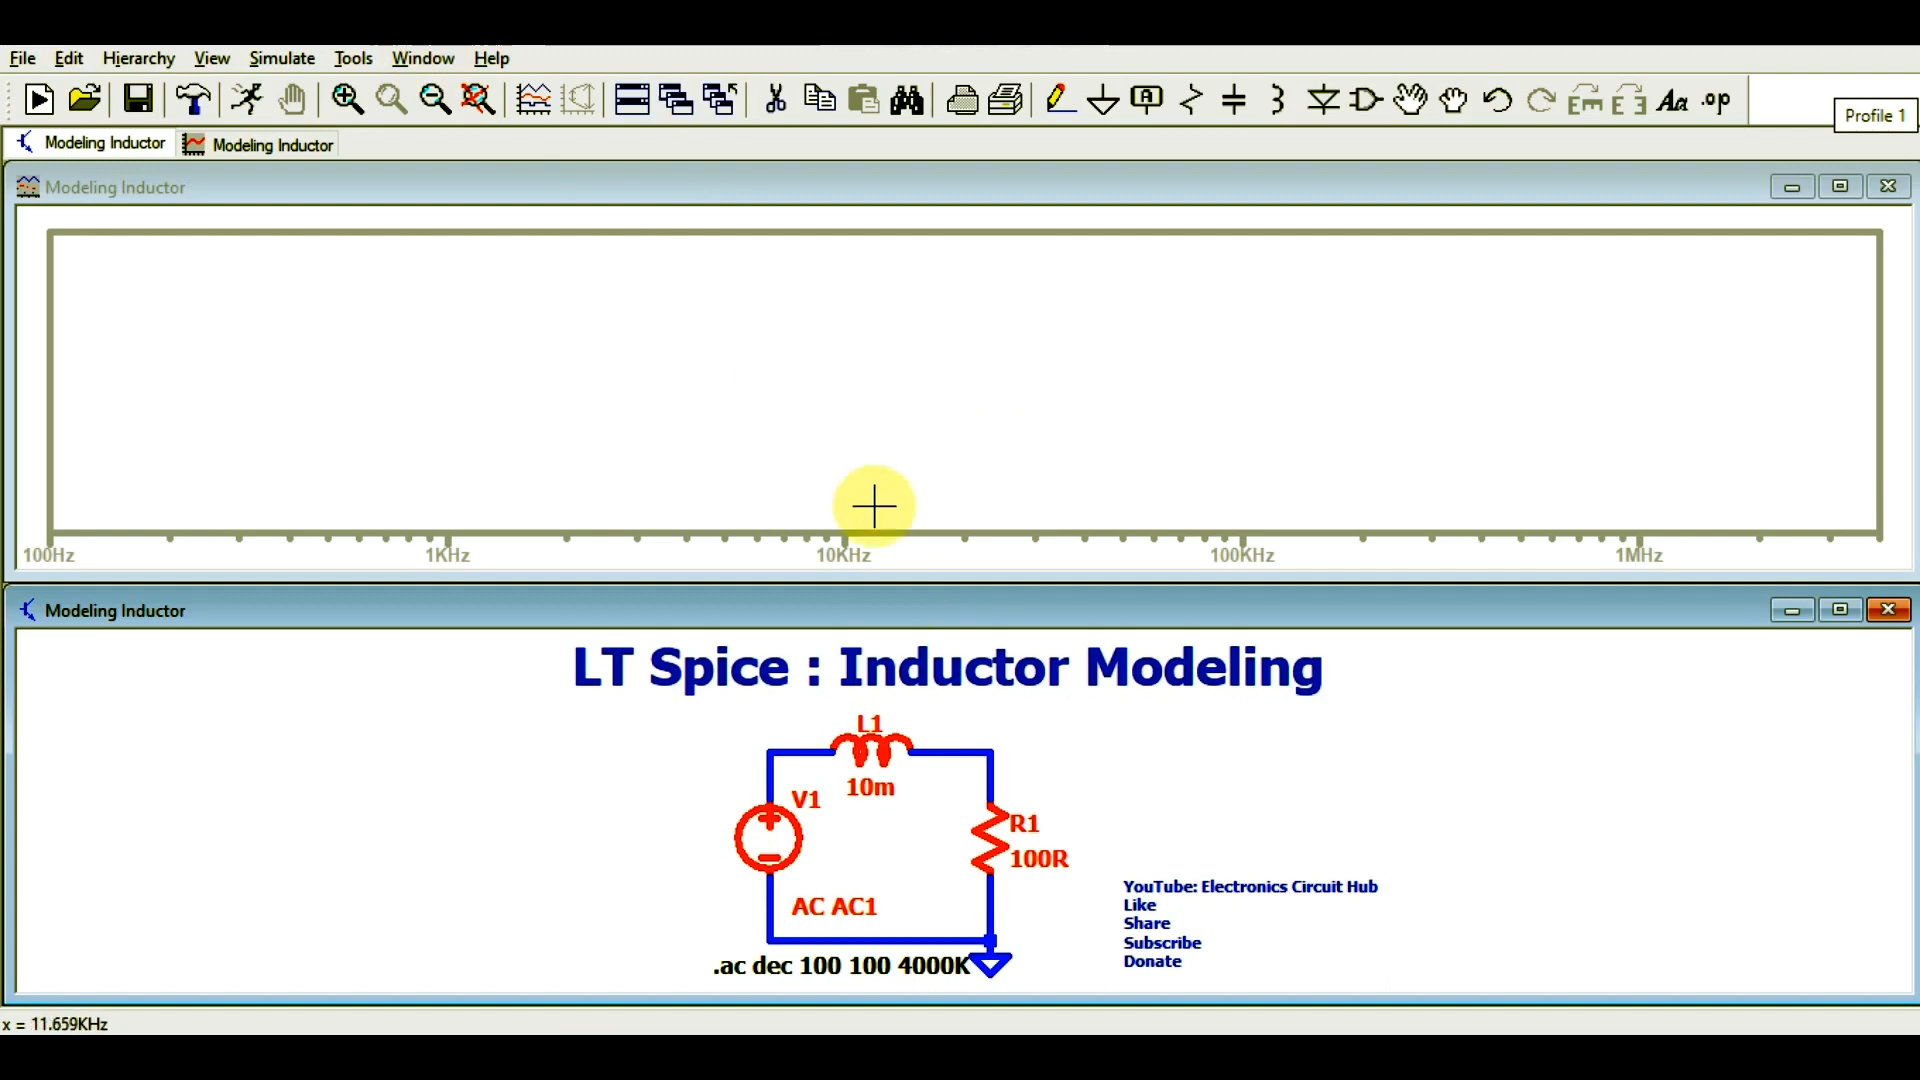 File Edit Hierarchy View Simulate Tools Window Help
A Aa .op
Profile 1
Modeling Inductor Modeling Inductor
Modeling Inductor
100Hz 1KHz 10KHz 100KHz 1MHz
Modeling Inductor
LT Spice : Inductor Modeling
L1
10m
V1
R1
100R
AC AC1
.ac dec 100 100 4000K
YouTube: Electronics Circuit Hub
Like
Share
Subscribe
Donate
x = 11.659KHz